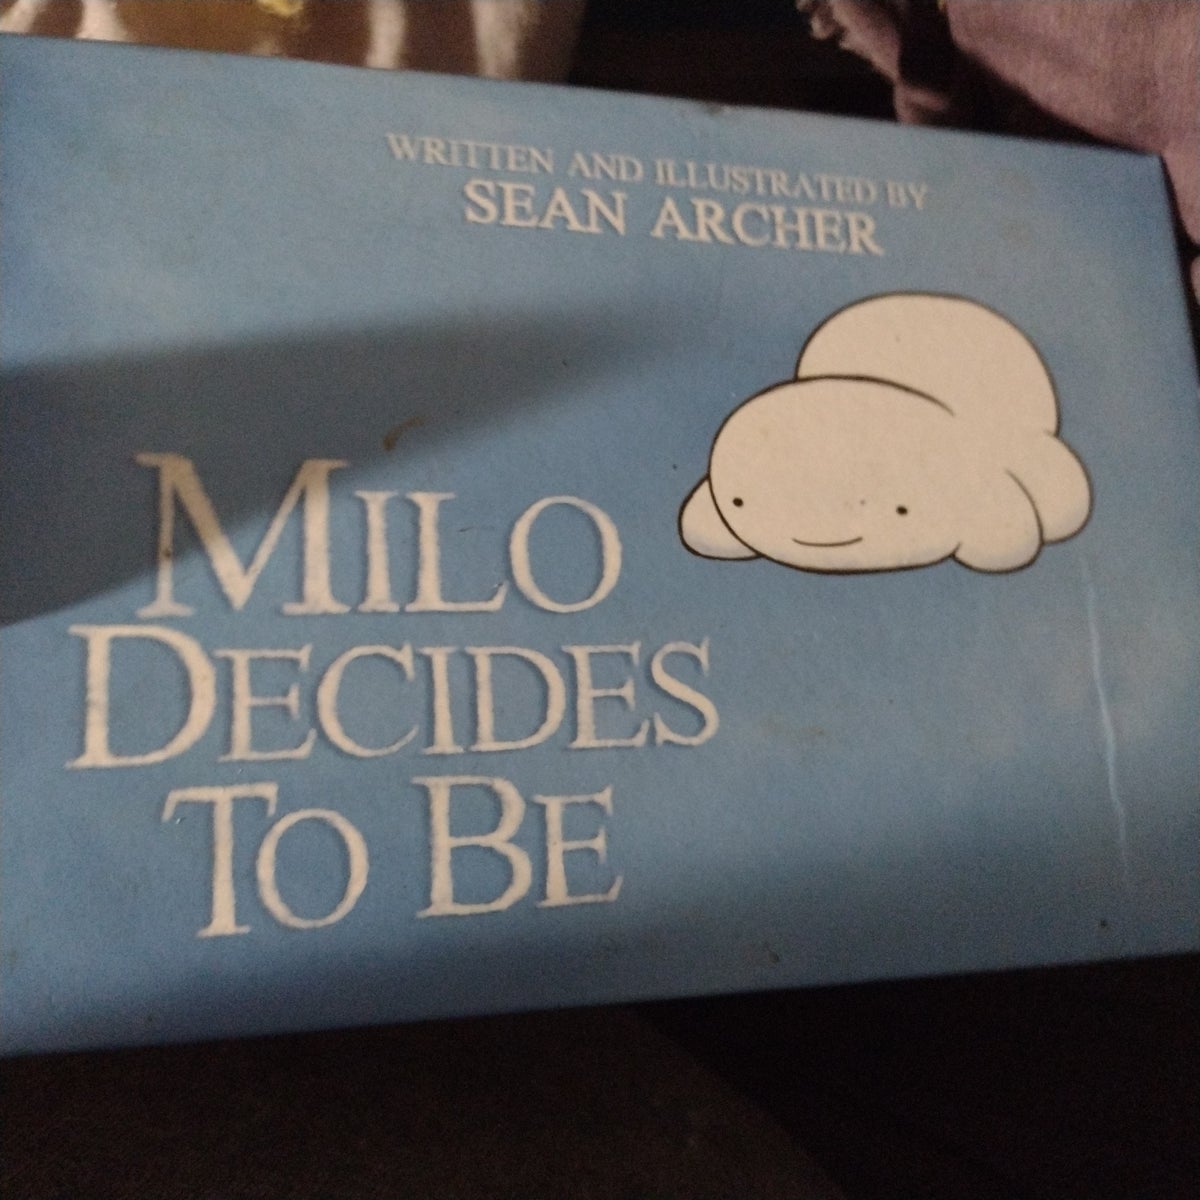 WRITTEN AND ILLUSTRATED BY
SEAN ARCHER
MILO
DECIDES
TO BE